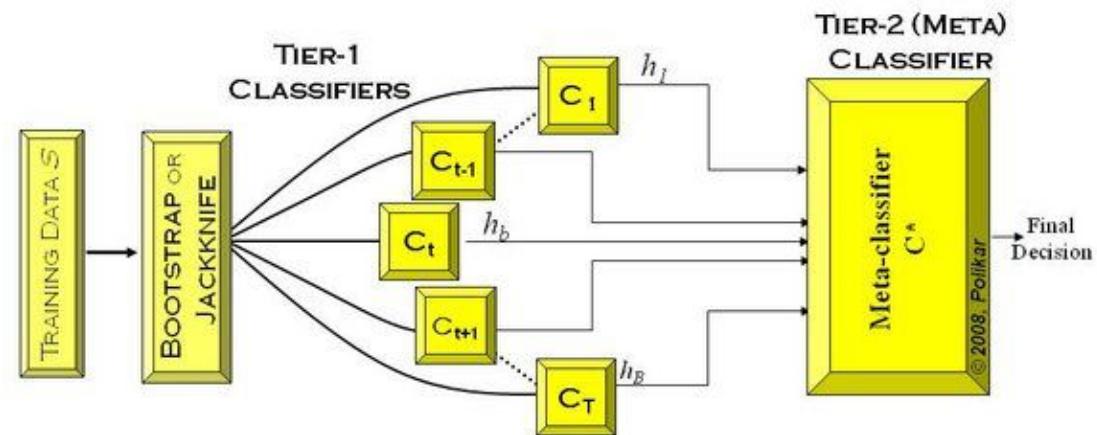 TIER-1
CLASSIFIERS
TIER-2 (META)
CLASSIFIER
TRAINING DATA S
BOOTSTRAP OR
JACKKNIFE
C1
h1
Ct-1
Ct
hb
Ct+1
CT
hB
Meta-classifier
C*
© 2008, Polikar
Final
Decision